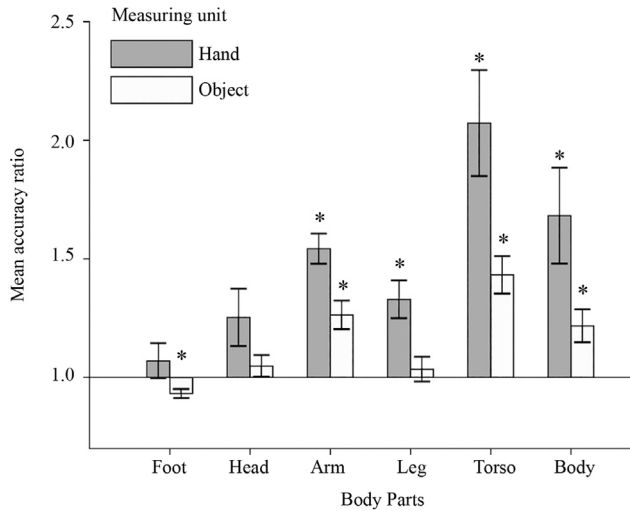 Measuring unit
Hand
Object
Mean accuracy ratio
2.5
2.0
1.5
1.0
*
*
*
*
*
*
*
*
Foot Head Arm Leg Torso Body
Body Parts